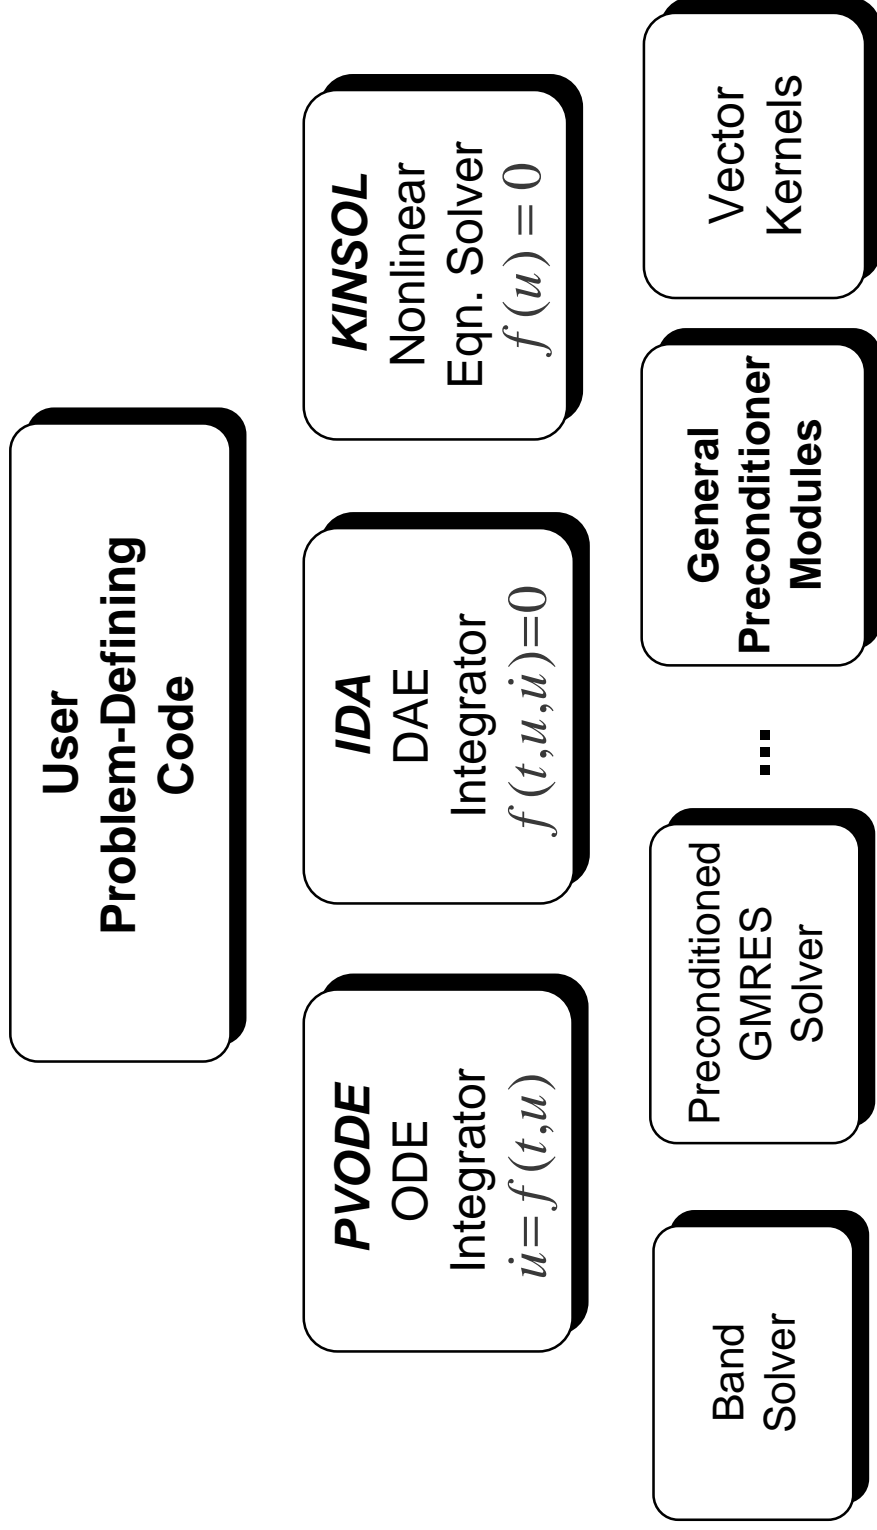 User
Problem-Defining
Code
PVODE
ODE
Integrator
u̇=f(t,u)
IDA
DAE
Integrator
f(t,u,u̇)=0
KINSOL
Nonlinear
Eqn. Solver
f(u)=0
Band
Solver
Preconditioned
GMRES
Solver
...
General
Preconditioner
Modules
Vector
Kernels